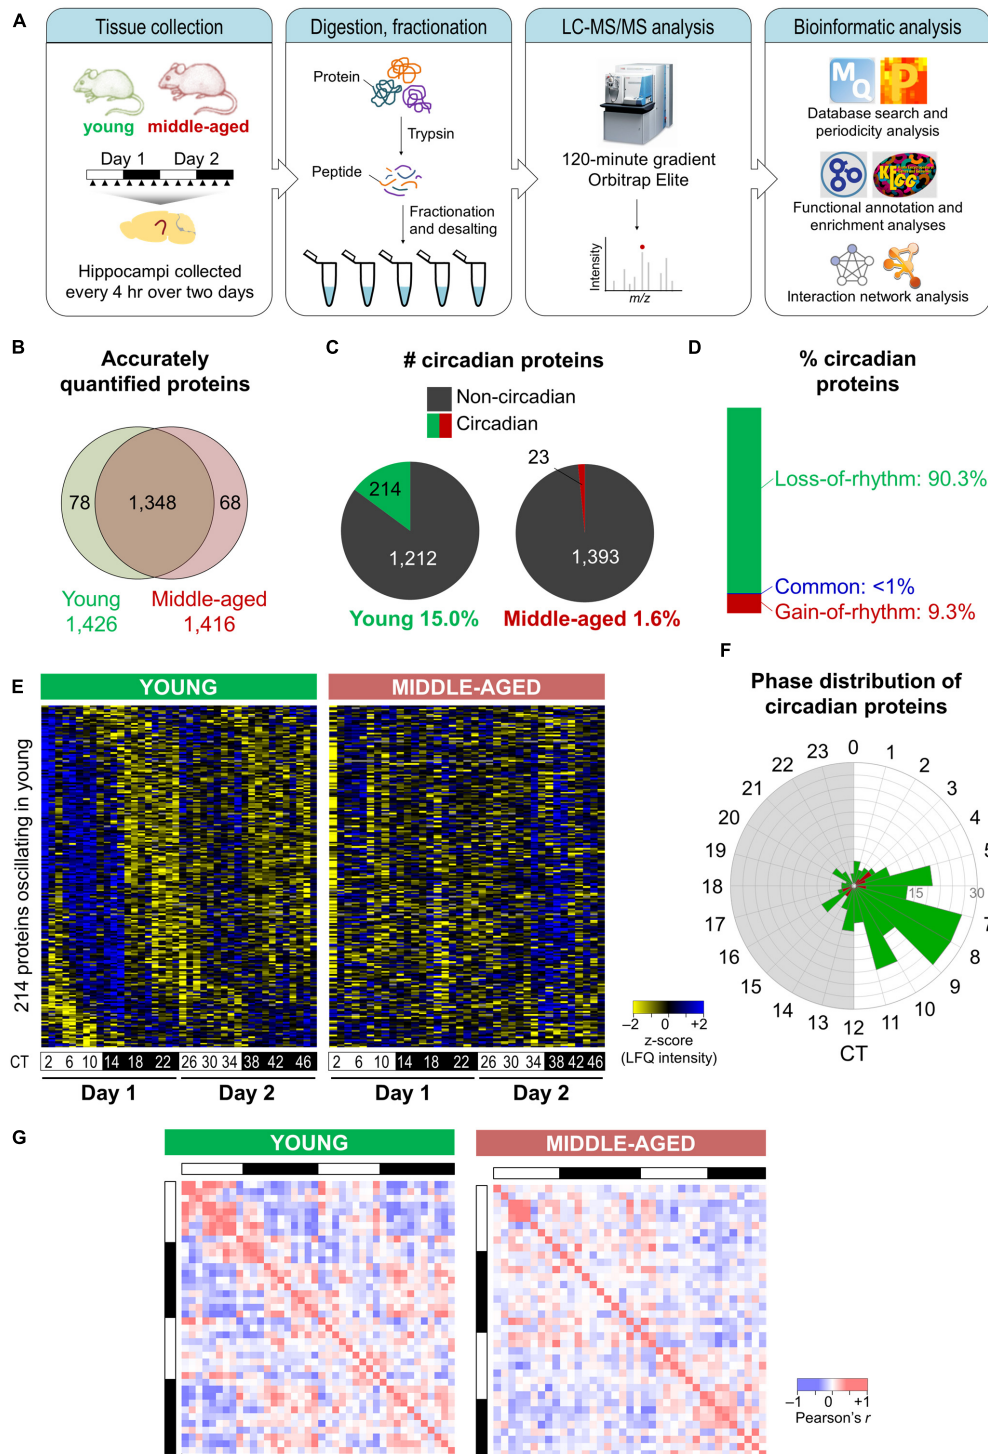 A
Tissue collection
young
middle-aged
Day 1
Day 2
Hippocampi collected
every 4 hr over two days
Digestion, fractionation
Protein
Trypsin
Peptide
Fractionation
and desalting
LC-MS/MS analysis
120-minute gradient
Orbitrap Elite
Intensity
m/z
Bioinformatic analysis
MQ
P
Database search and
periodicity analysis
KEGG
Functional annotation and
enrichment analyses
Interaction network analysis
B
Accurately
quantified proteins
78
1,348
68
Young
1,426
Middle-aged
1,416
C
# circadian proteins
Non-circadian
Circadian
214
1,212
23
1,393
Young 15.0%
Middle-aged 1.6%
D
% circadian
proteins
Loss-of-rhythm: 90.3%
Common: <1%
Gain-of-rhythm: 9.3%
E
YOUNG
MIDDLE-AGED
214 proteins oscillating in young
CT
2 6 10 14 18 22 26 30 34 38 42 46
2 6 10 14 18 22 26 30 34 38 42 46
Day 1
Day 2
Day 1
Day 2
–2 0 +2
z-score
(LFQ intensity)
F
Phase distribution of
circadian proteins
0
1
2
3
4
5
7
8
9
10
11
12
13
14
15
16
17
18
19
20
21
22
23
15
30
CT
G
YOUNG
MIDDLE-AGED
–1 0 +1
Pearson's r